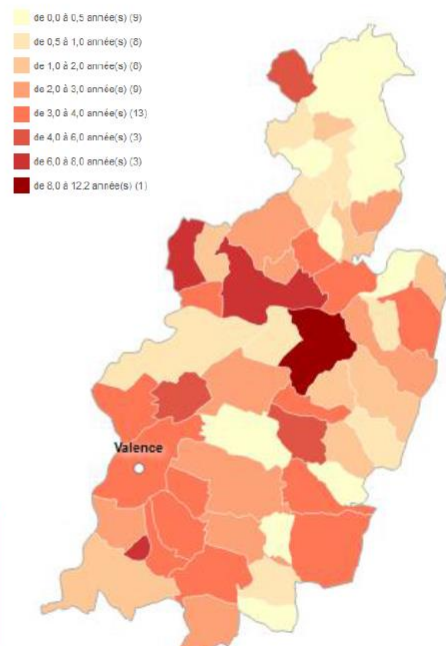 de 0,0 à 0,5 année(s) (9)
de 0,5 à 1,0 année(s) (8)
de 1,0 à 2,0 année(s) (8)
de 2,0 à 3,0 année(s) (9)
de 3,0 à 4,0 année(s) (13)
de 4,0 à 6,0 année(s) (3)
de 6,0 à 8,0 année(s) (3)
de 8,0 à 12,2 année(s) (1)
Valence